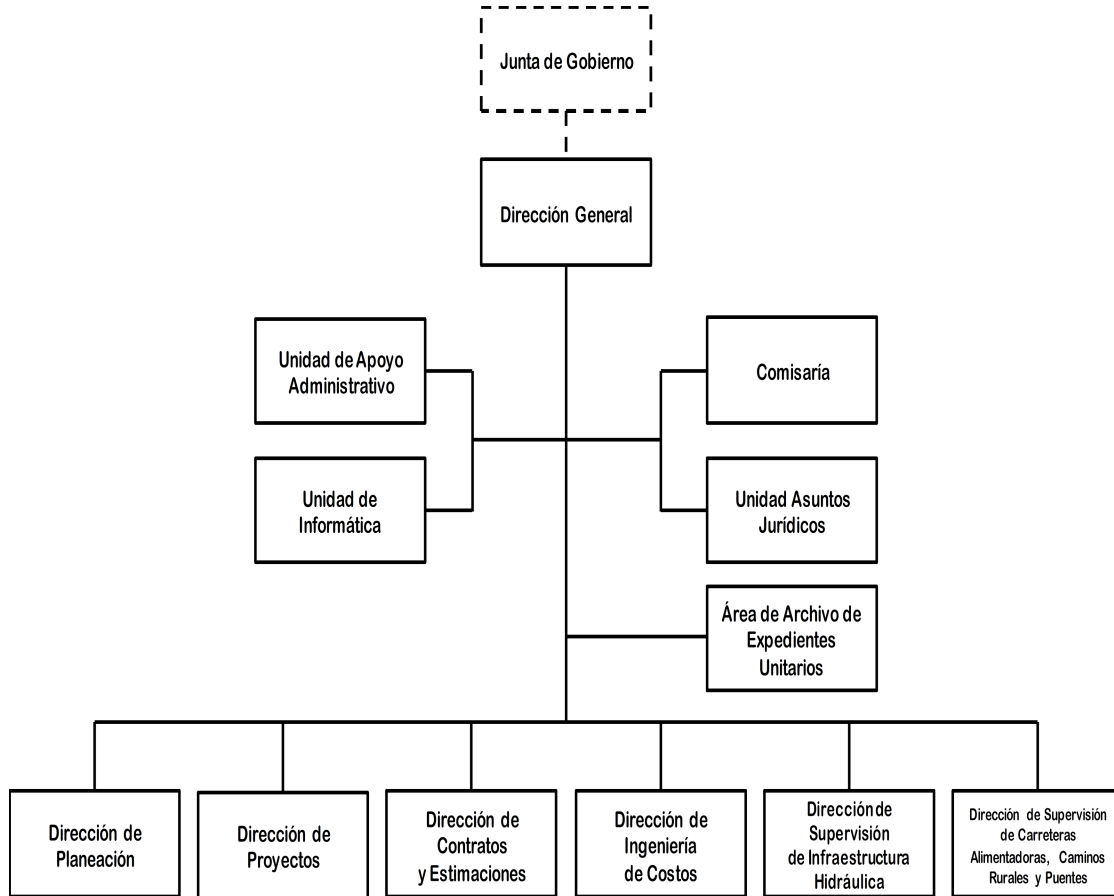 Junta de Gobierno
Dirección General
Unidad de Apoyo
Administrativo
Comisaría
Unidad de
Informática
Unidad Asuntos
Jurídicos
Área de Archivo de
Expedientes
Unitarios
Dirección de
Planeación
Dirección de
Proyectos
Dirección de
Contratos
y Estimaciones
Dirección de
Ingeniería
de Costos
Dirección de
Supervisión
de Infraestructura
Hidráulica
Dirección de Supervisión
de Carreteras
Alimentadoras, Caminos
Rurales y Puentes